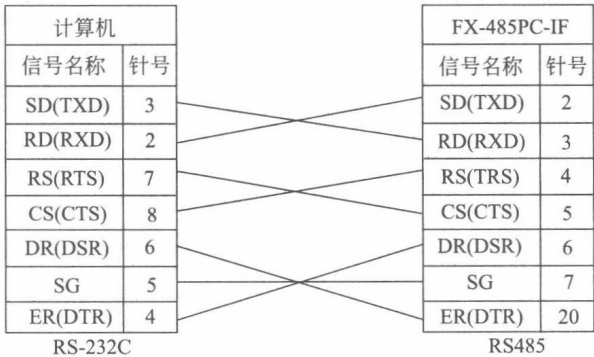 计算机 FX-485PC-IF
信号名称 针号 信号名称 针号
SD(TXD) 3 SD(TXD) 2
RD(RXD) 2 RD(RXD) 3
RS(RTS) 7 RS(TRS) 4
CS(CTS) 8 CS(CTS) 5
DR(DSR) 6 DR(DSR) 6
SG 5 SG 7
ER(DTR) 4 ER(DTR) 20
RS-232C RS485